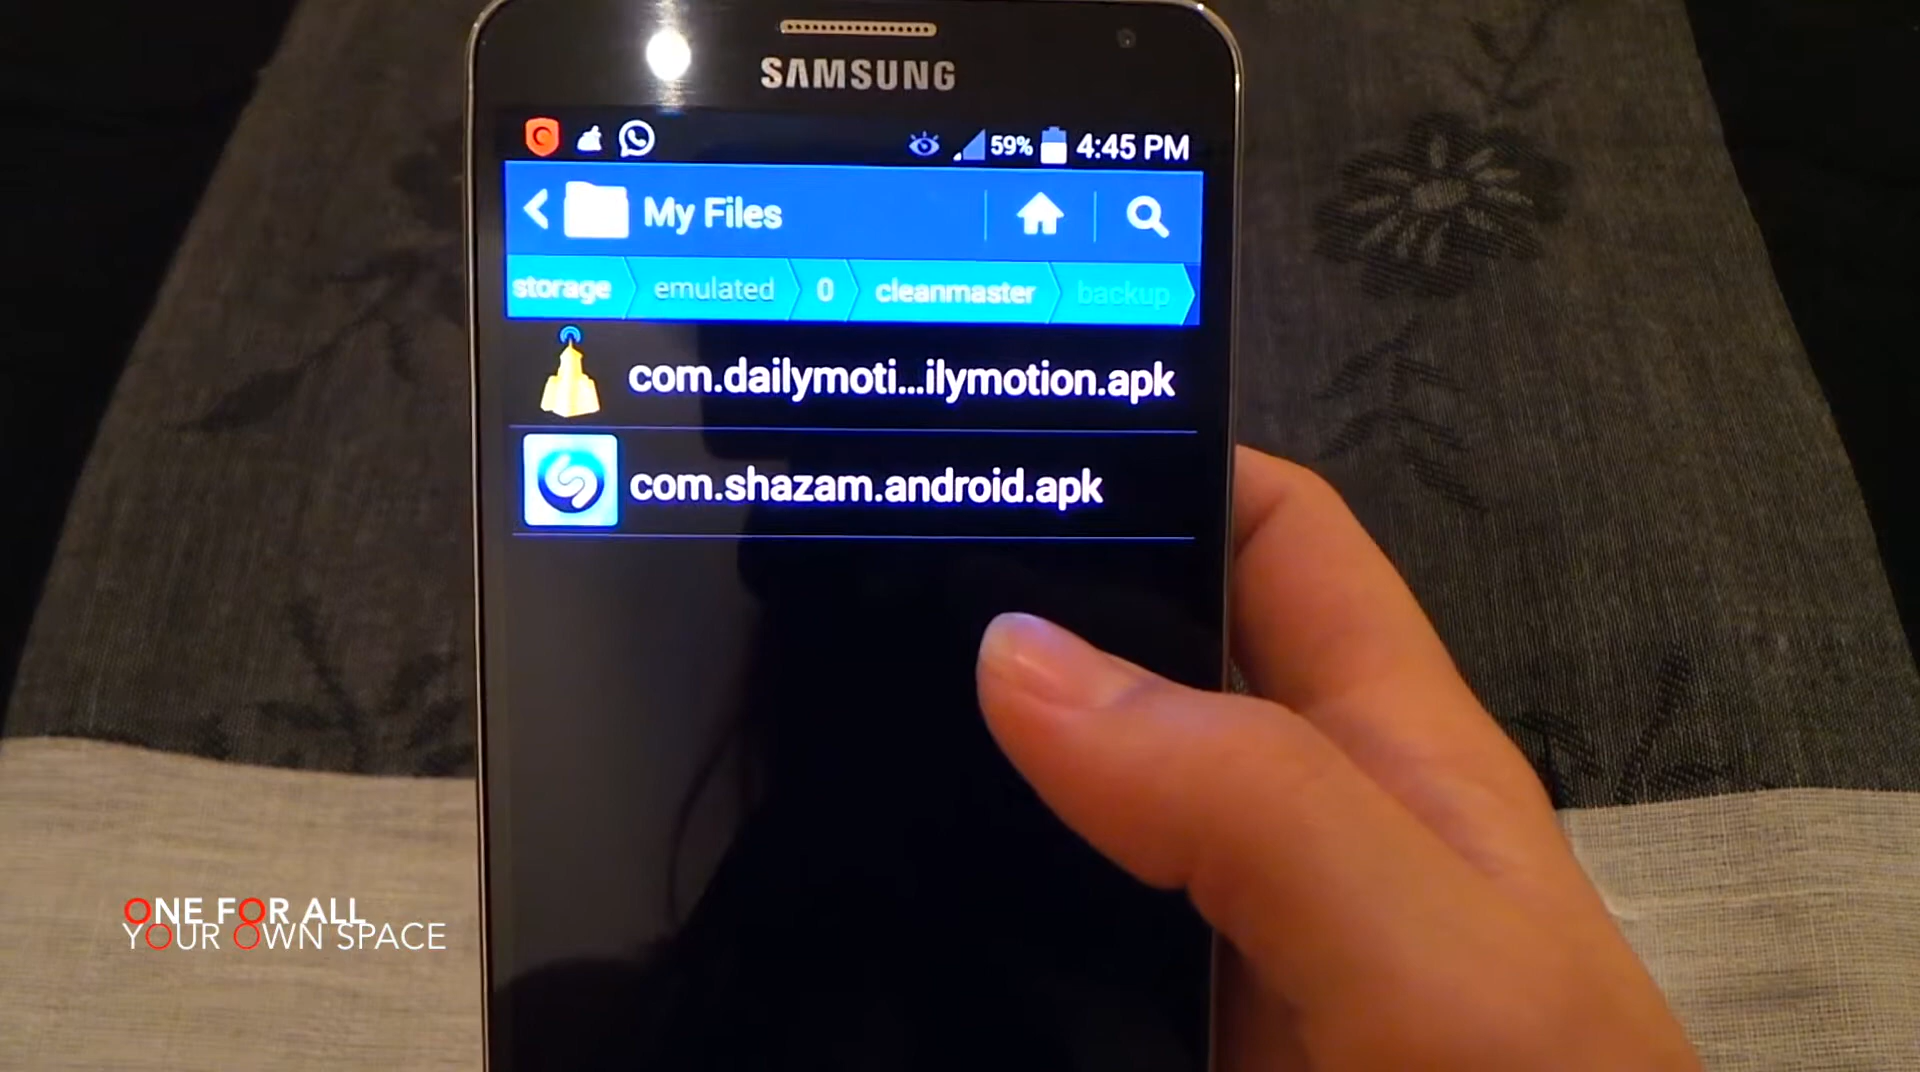 SAMSUNG
59% 4:45 PM
My Files
storage emulated 0 cleanmaster backup
com.dailymoti...ilymotion.apk
com.shazam.android.apk
ONE FOR ALL
YOUR OWN SPACE